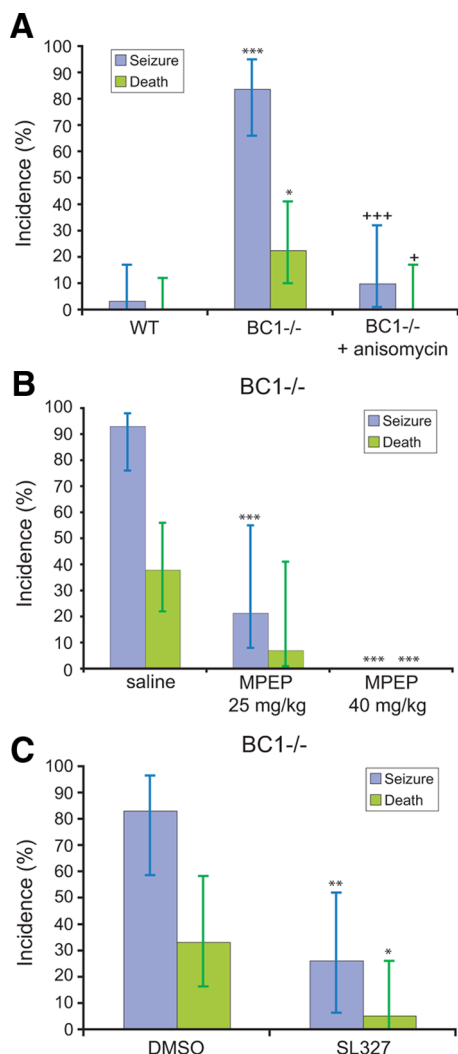 A
100
90
80
70
60
50
40
30
20
10
0
Incidence (%)
Seizure
Death
***
*
+++
+
WT
BC1-/-
BC1-/-
+ anisomycin
B
BC1-/-
100
90
80
70
60
50
40
30
20
10
0
Incidence (%)
Seizure
Death
***
*** ***
saline
MPEP
25 mg/kg
MPEP
40 mg/kg
C
BC1-/-
100
90
80
70
60
50
40
30
20
10
0
Incidence (%)
Seizure
Death
**
*
DMSO
SL327